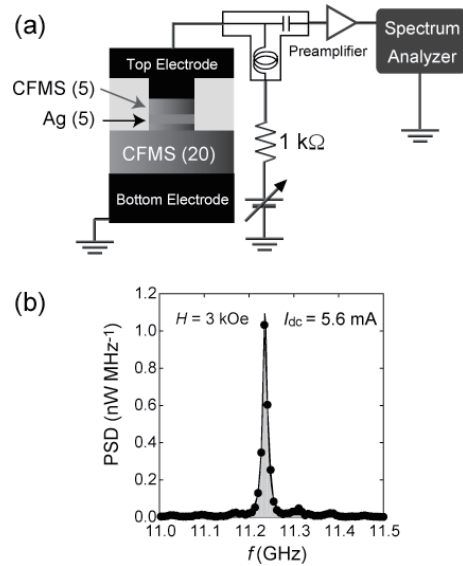 (a)
Top Electrode
CFMS (5)
Ag (5)
CFMS (20)
Bottom Electrode
Preamplifier
Spectrum
Analyzer
1 kΩ
(b)
H = 3 kOe
I_dc = 5.6 mA
PSD (nW MHz⁻¹)
1.2
1.0
0.8
0.6
0.4
0.2
0.0
11.0 11.1 11.2 11.3 11.4 11.5
f (GHz)